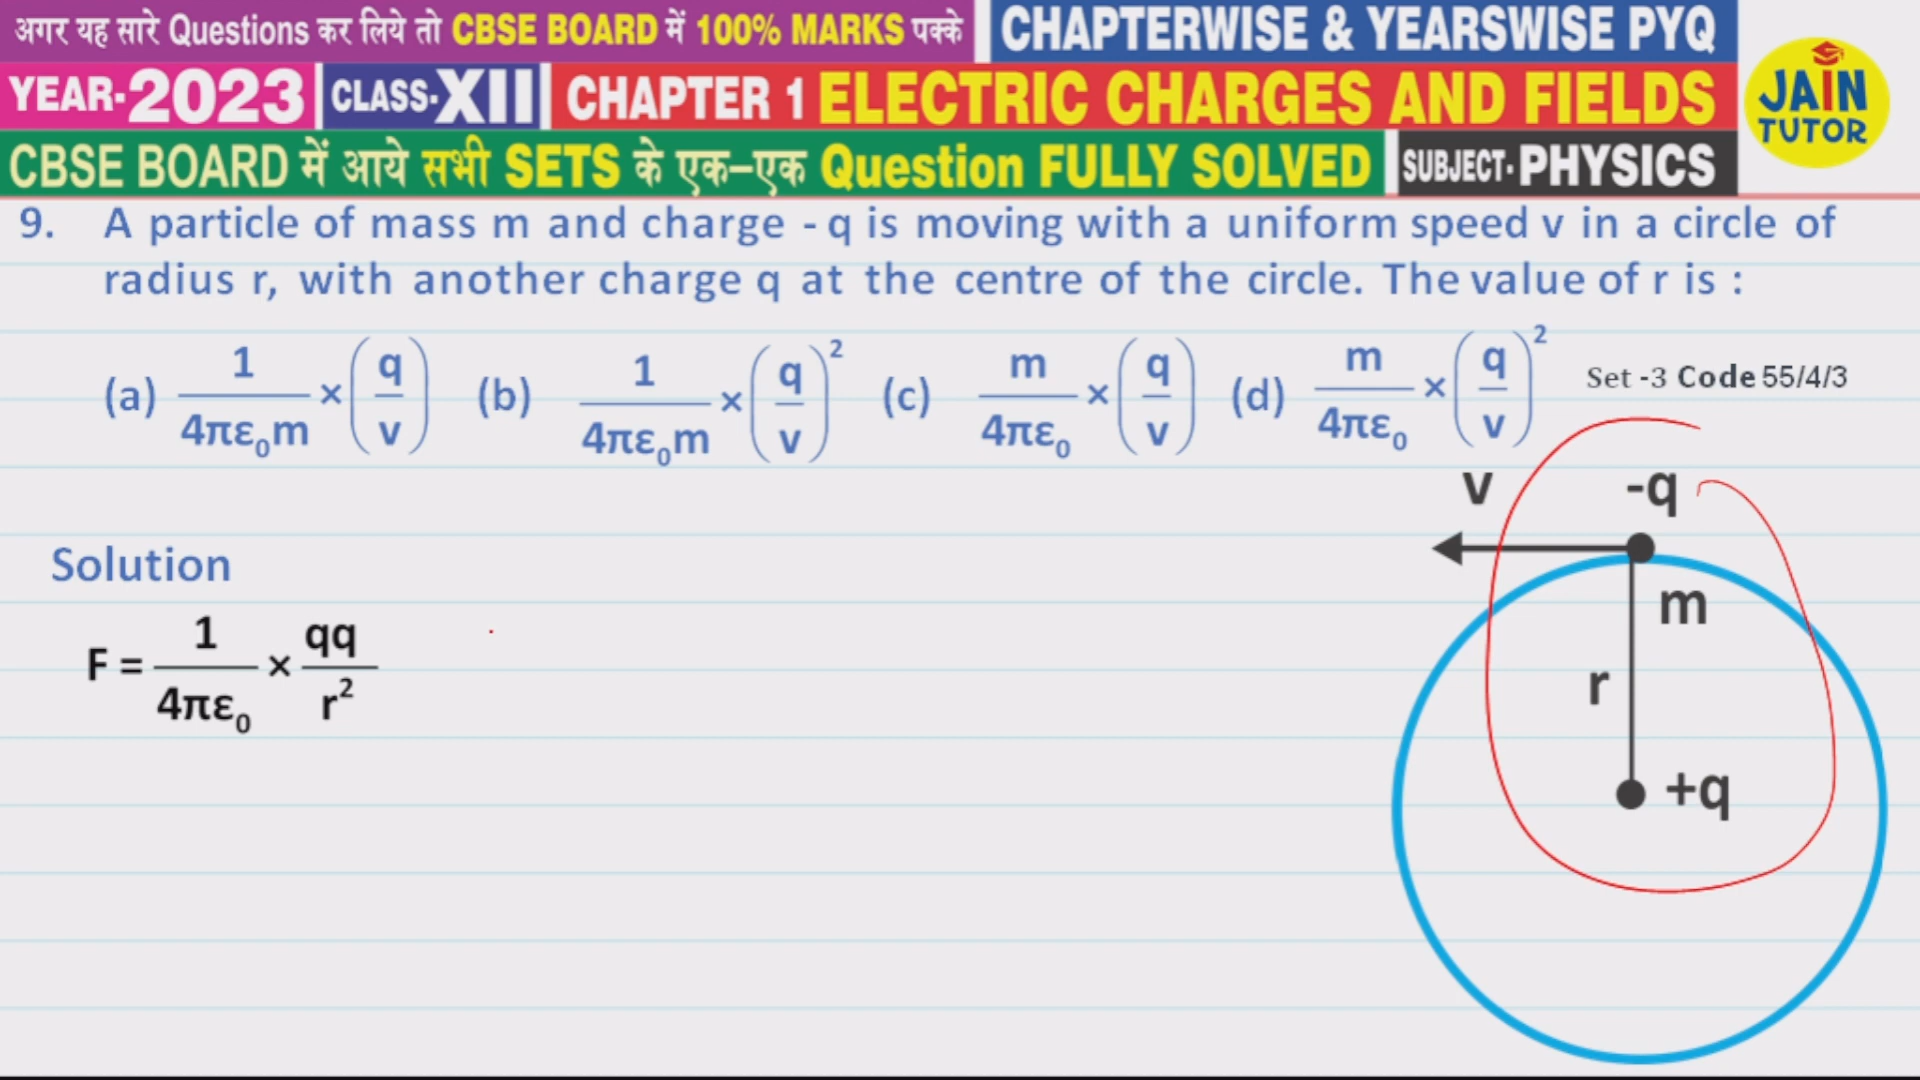 अगर यह सारे Questions कर लिये तो CBSE BOARD में 100% MARKS पक्के
CHAPTERWISE & YEARSWISE PYQ
YEAR-2023 CLASS-XII CHAPTER 1 ELECTRIC CHARGES AND FIELDS
JAIN
TUTOR
CBSE BOARD में आये सभी SETS के एक–एक Question FULLY SOLVED
SUBJECT- PHYSICS
9. A particle of mass m and charge - q is moving with a uniform speed v in a circle of
radius r, with another charge q at the centre of the circle. The value of r is :
(a) 1/4πε₀m × (q/v) (b) 1/4πε₀m × (q/v)² (c) m/4πε₀ × (q/v) (d) m/4πε₀ × (q/v)²
Set -3 Code 55/4/3
v -q
m
r
+q
Solution
F = 1/4πε₀ × qq/r²